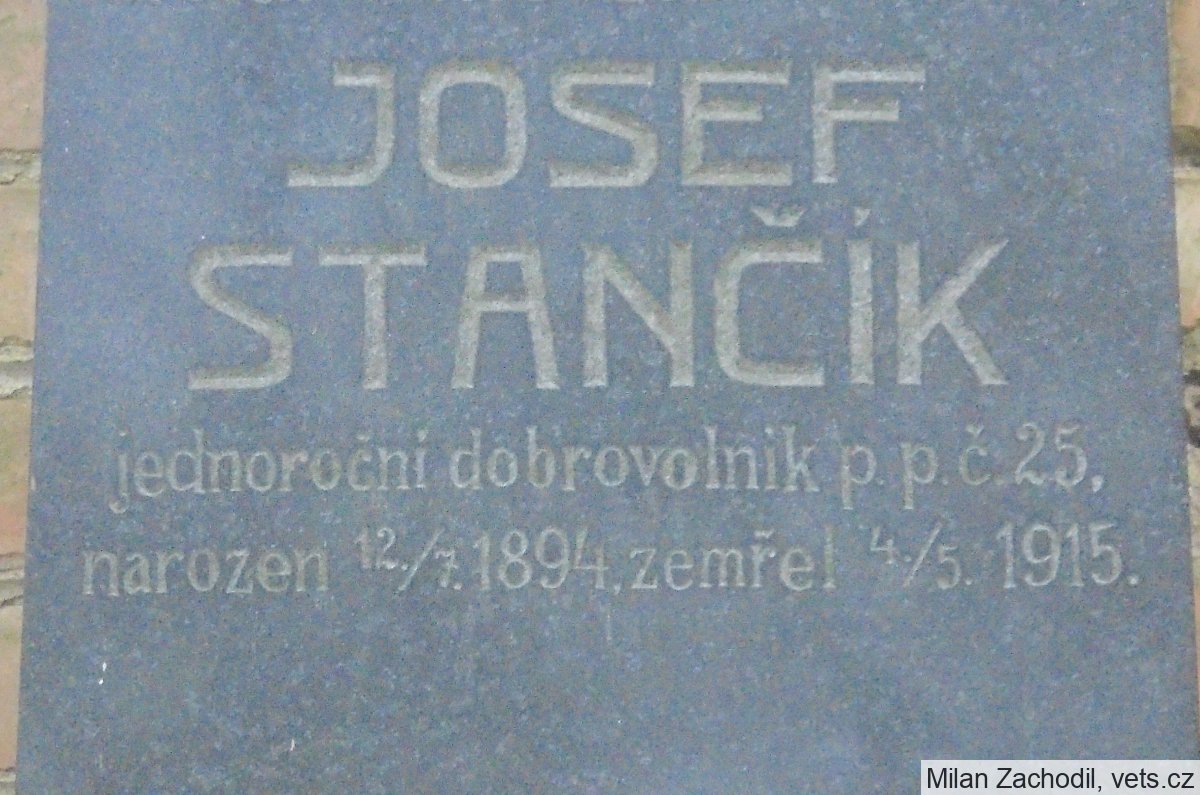 JOSEF
STANČÍK
jednoroční dobrovolník p.p.č.25,
narozen 12./7.1894, zemřel 4./5. 1915.
Milan Zachodil, vets.cz